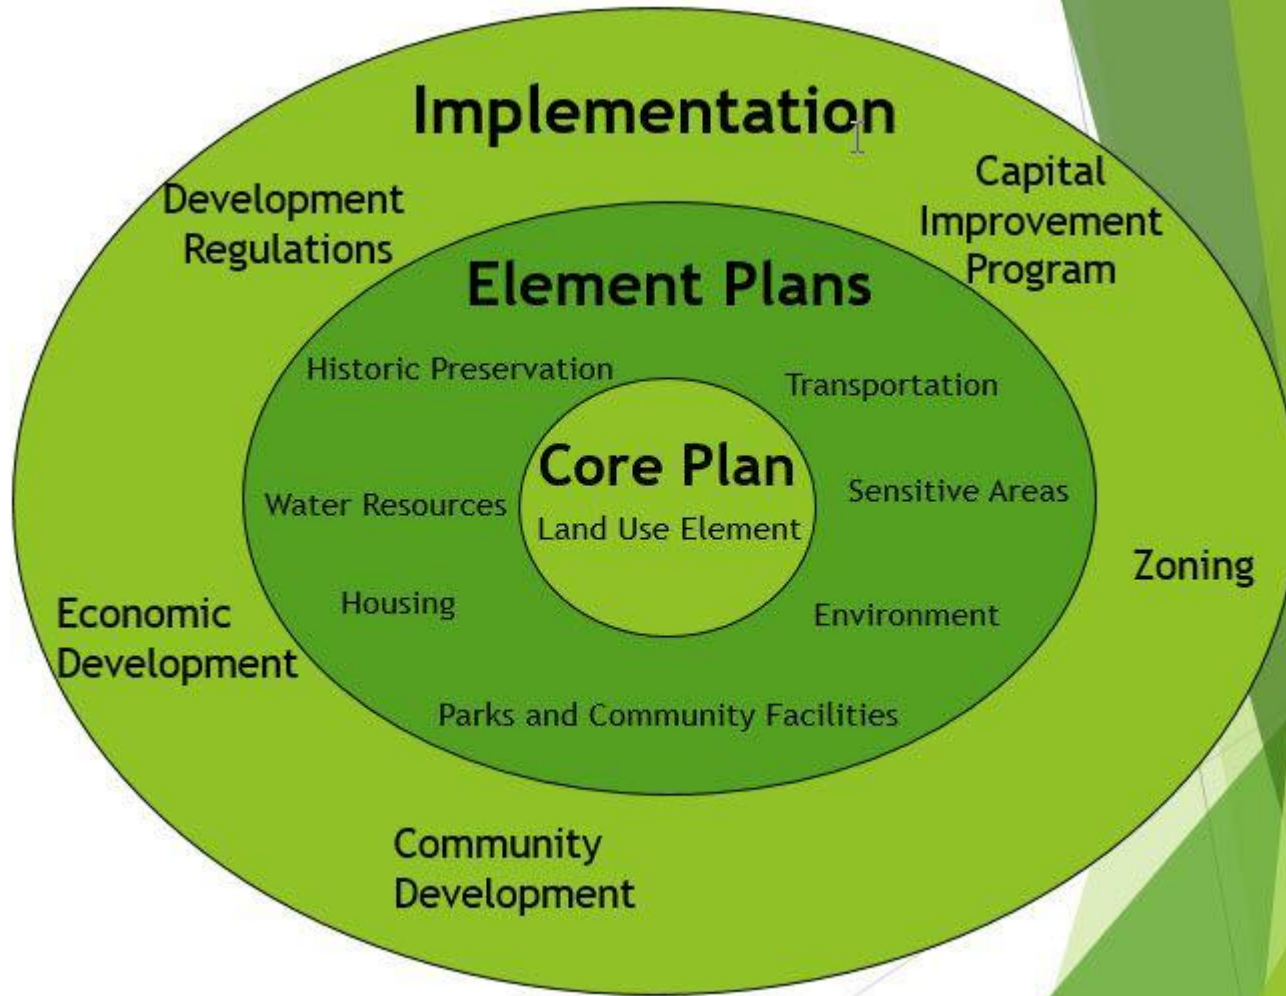 Implementation
Development
Regulations
Capital
Improvement
Program
Element Plans
Historic Preservation
Transportation
Core Plan
Land Use Element
Water Resources
Sensitive Areas
Zoning
Housing
Environment
Economic
Development
Parks and Community Facilities
Community
Development